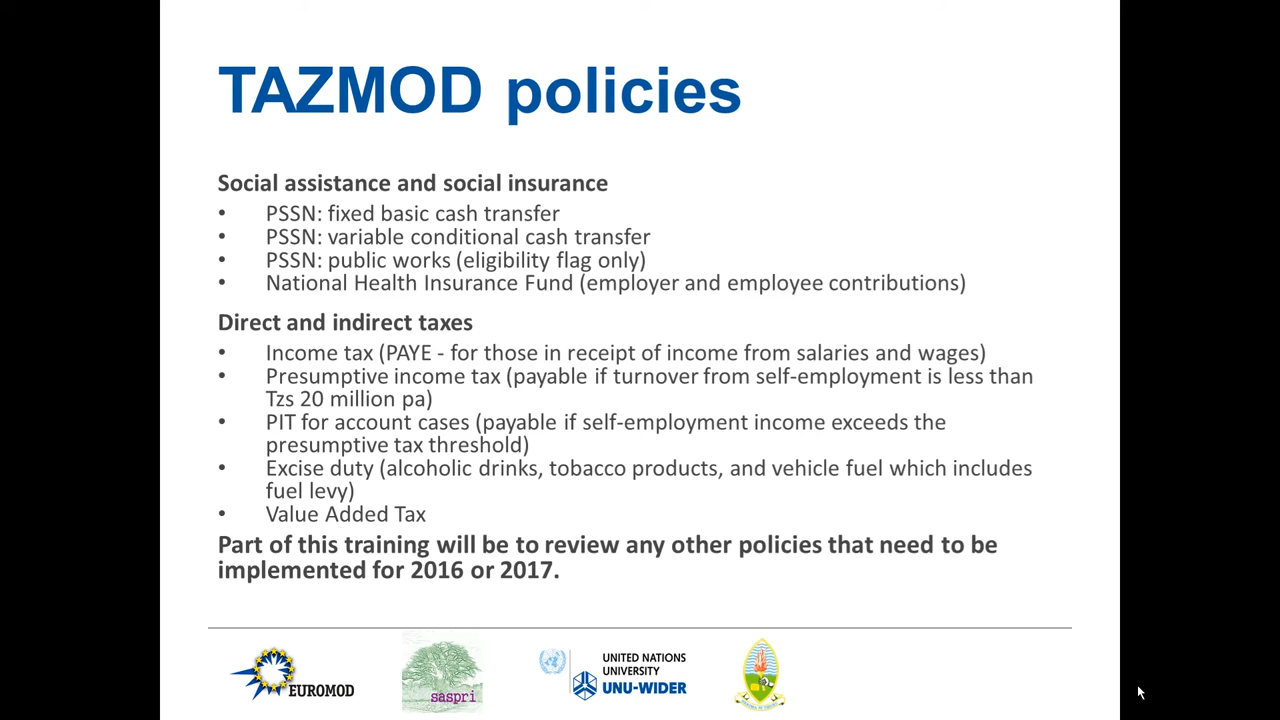 TAZMOD policies
Social assistance and social insurance
• PSSN: fixed basic cash transfer
• PSSN: variable conditional cash transfer
• PSSN: public works (eligibility flag only)
• National Health Insurance Fund (employer and employee contributions)
Direct and indirect taxes
• Income tax (PAYE - for those in receipt of income from salaries and wages)
• Presumptive income tax (payable if turnover from self-employment is less than
Tzs 20 million pa)
• PIT for account cases (payable if self-employment income exceeds the
presumptive tax threshold)
• Excise duty (alcoholic drinks, tobacco products, and vehicle fuel which includes
fuel levy)
• Value Added Tax
Part of this training will be to review any other policies that need to be
implemented for 2016 or 2017.
EUROMOD
saspri
UNITED NATIONS
UNIVERSITY
UNU-WIDER